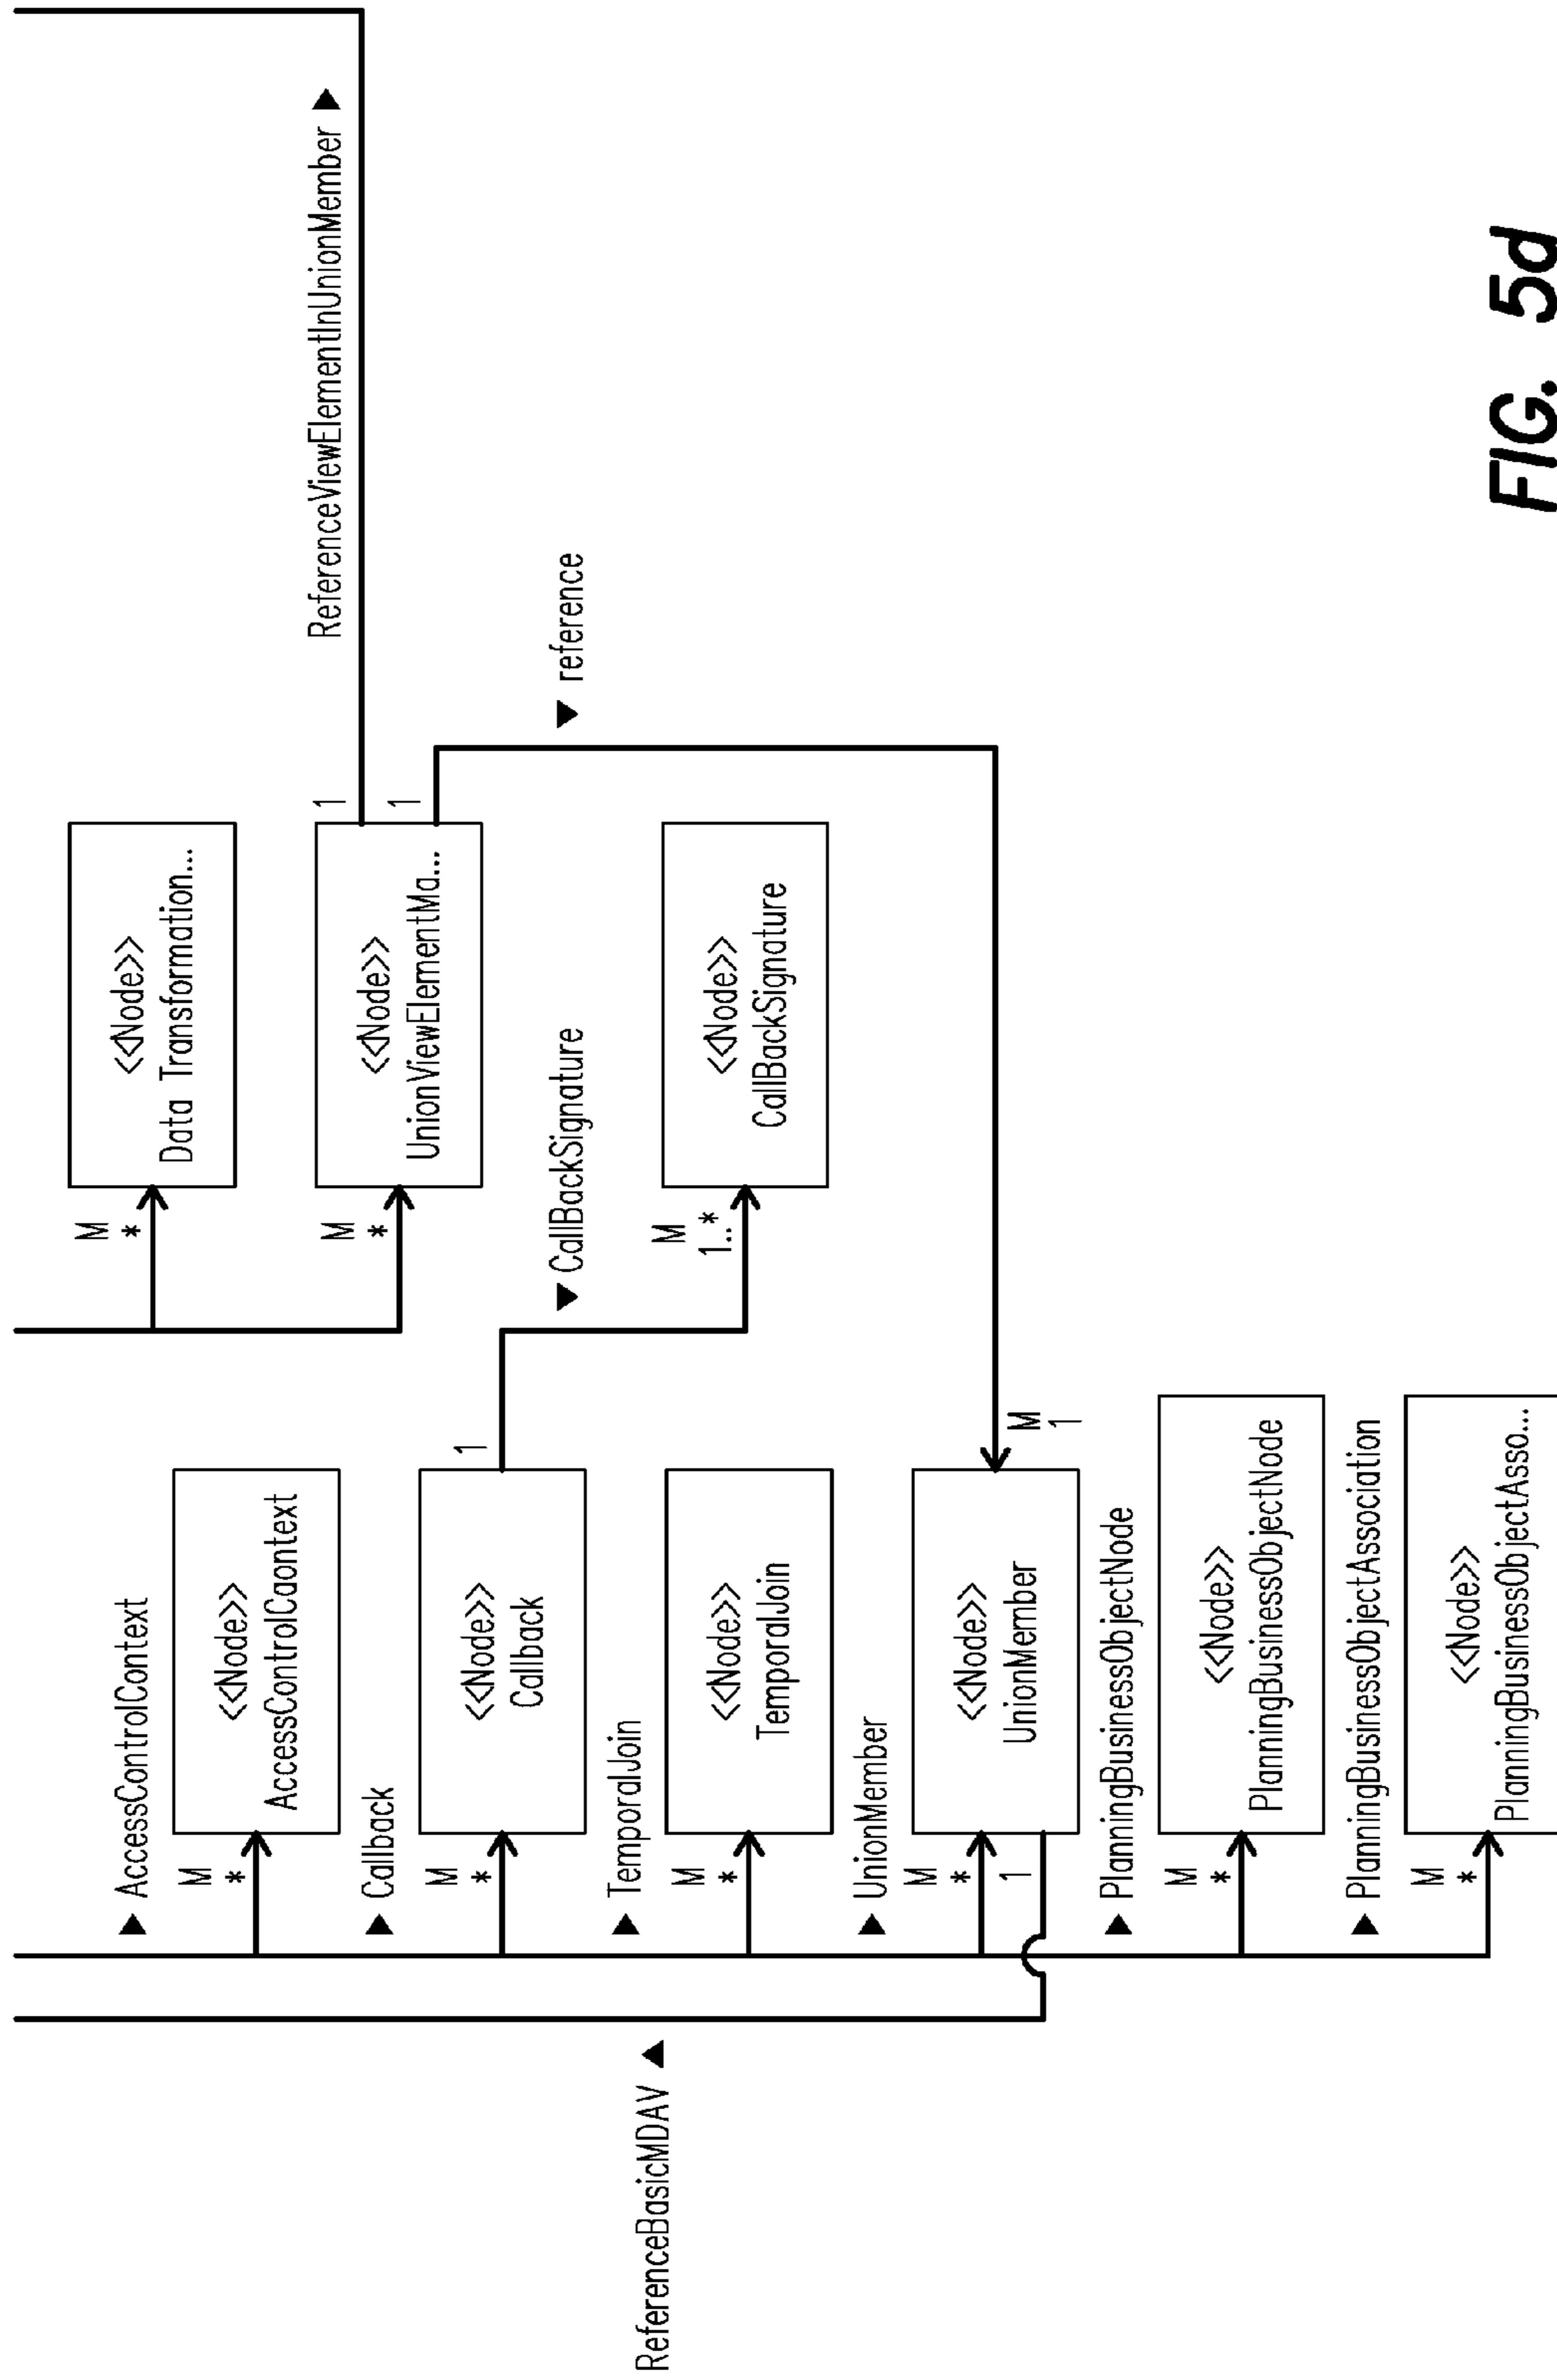 AccessControlContext
M
*
<<Node>>
AccessControlCaontext
Callback
M
*
<<Node>>
Callback
1
TemporalJoin
M
*
<<Node>>
TemporalJoin
UnionMember
M
*
1
<<Node>>
UnionMember
M
1
PlanningBusinessObjectNode
M
*
<<Node>>
PlanningBusinessObjectNode
PlanningBusinessObjectAssociation
M
*
<<Node>>
PlanningBusinessObjectAsso...
ReferenceBasicMDAV
M
*
<<Node>>
Data Transformation...
M
*
<<Node>>
UnionViewElementMa...
1
1
CallBackSignature
M
1..*
<<Node>>
CallBackSignature
reference
ReferenceViewElementInUnionMember
FIG. 5d